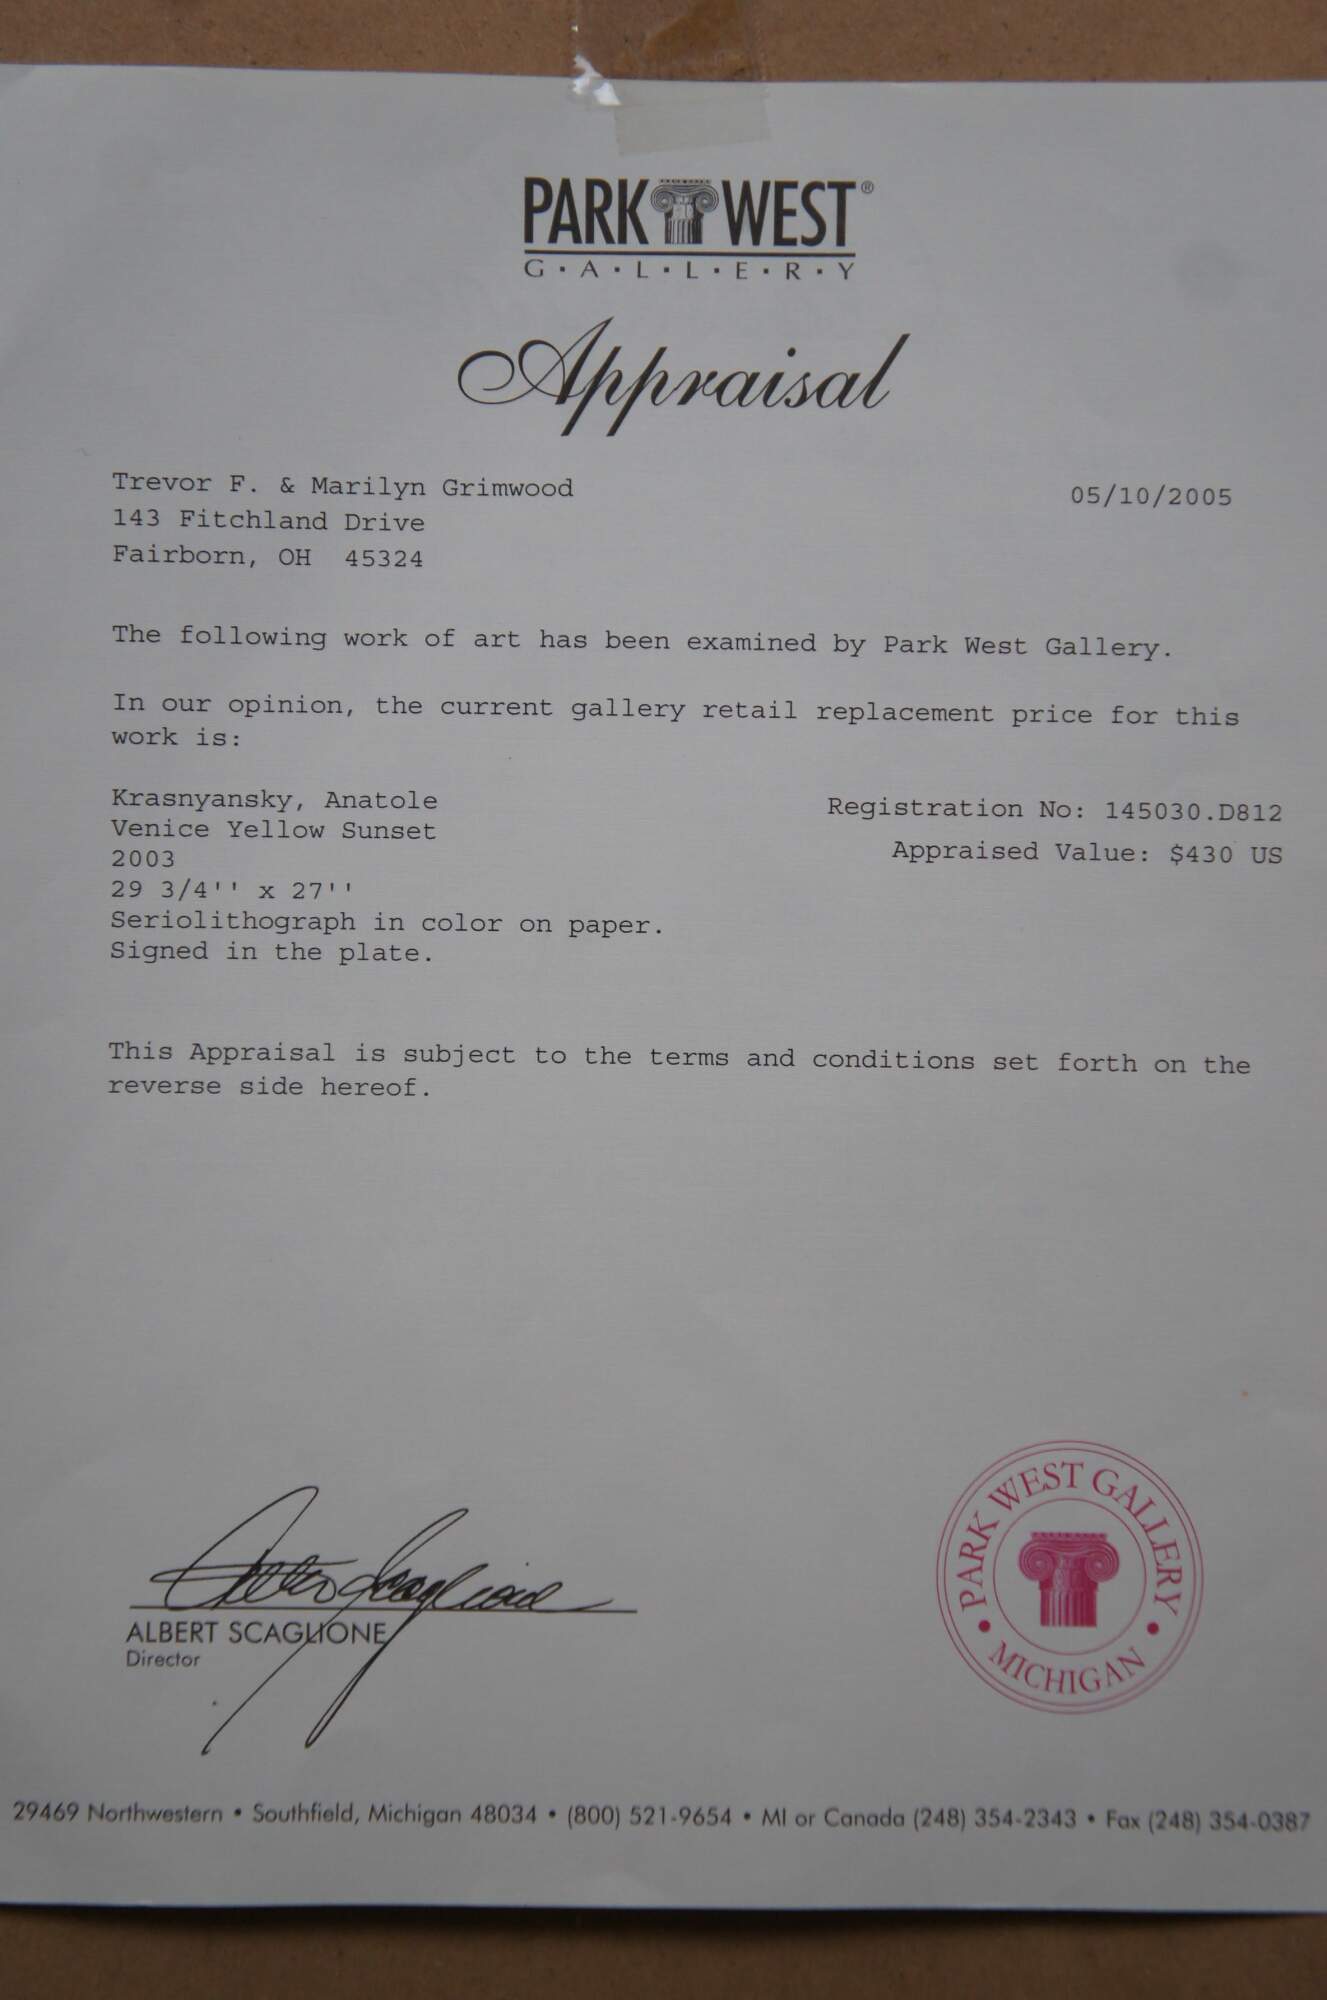 PARK WEST®
G·A·L·L·E·R·Y
Appraisal
Trevor F. & Marilyn Grimwood
05/10/2005
143 Fitchland Drive
Fairborn, OH 45324
The following work of art has been examined by Park West Gallery.
In our opinion, the current gallery retail replacement price for this
work is:
Krasnyansky, Anatole
Registration No: 145030.D812
Venice Yellow Sunset
Appraised Value: $430 US
2003
29 3/4'' x 27''
Seriolithograph in color on paper.
Signed in the plate.
This Appraisal is subject to the terms and conditions set forth on the
reverse side hereof.
Albert Scaglione
ALBERT SCAGLIONE
Director
PARK WEST GALLERY
• MICHIGAN •
29469 Northwestern • Southfield, Michigan 48034 • (800) 521-9654 • MI or Canada (248) 354-2343 • Fax (248) 354-0387